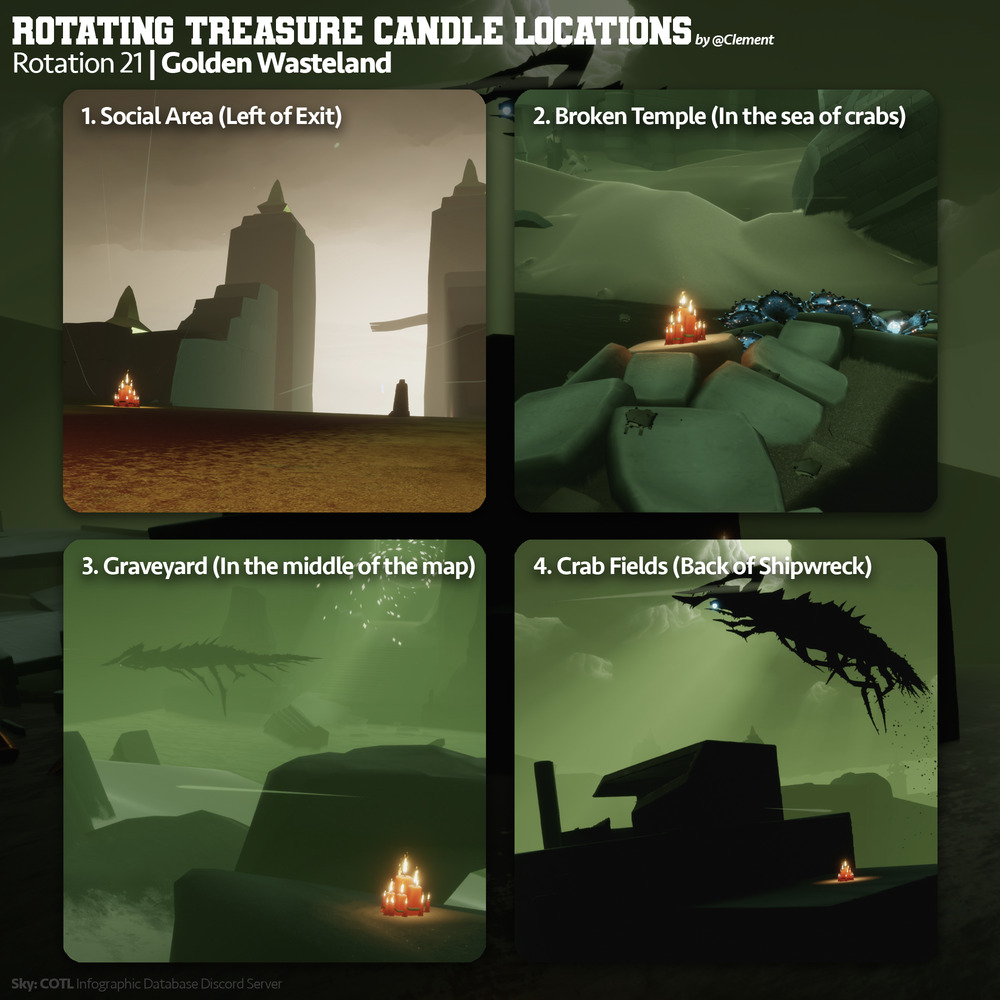 ROTATING TREASURE CANDLE LOCATIONS by @Clement
Rotation 21 | Golden Wasteland
1. Social Area (Left of Exit)
2. Broken Temple (In the sea of crabs)
3. Graveyard (In the middle of the map)
4. Crab Fields (Back of Shipwreck)
Sky: COTL Infographic Database Discord Server